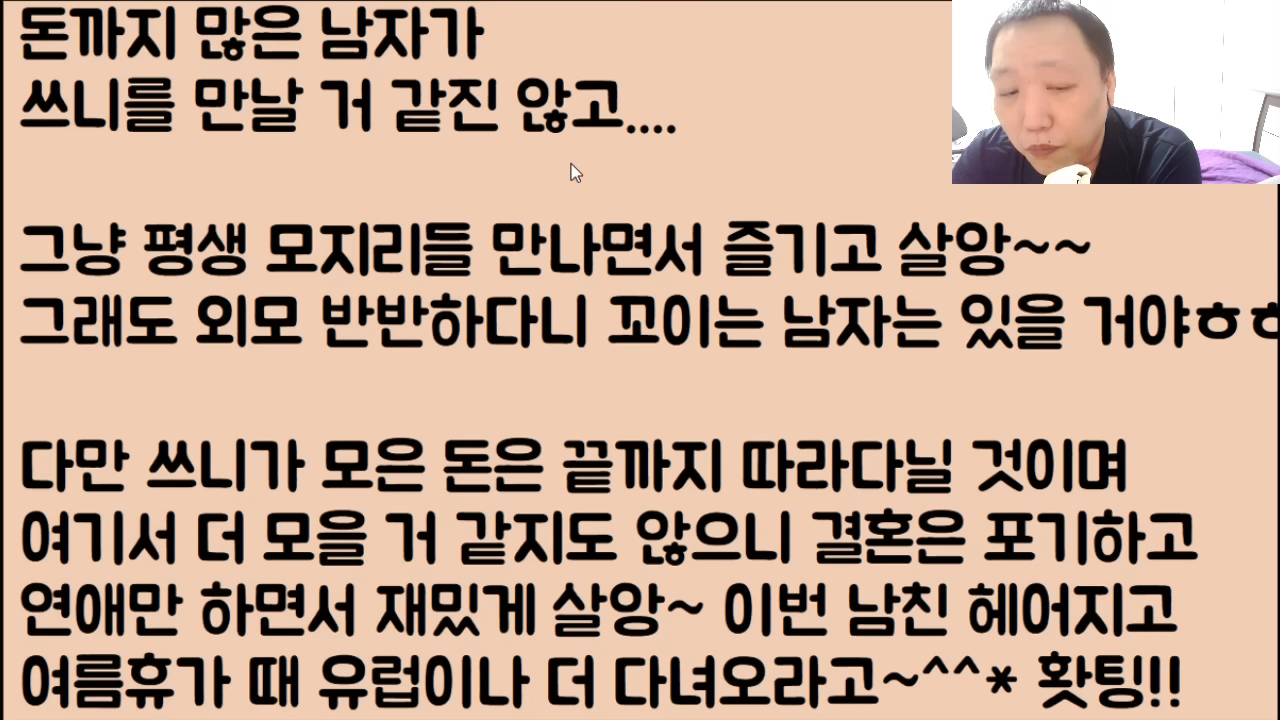 돈까지 많은 남자가
쓰니를 만날 거 같진 않고....
그냥 평생 모지리들 만나면서 즐기고 살앙~~
그래도 외모 반반하다니 꼬이는 남자는 있을 거야ㅎㅎ
다만 쓰니가 모은 돈은 끝까지 따라다닐 것이며
여기서 더 모을 거 같지도 않으니 결혼은 포기하고
연애만 하면서 재밌게 살앙~ 이번 남친 헤어지고
여름휴가 때 유럽이나 더 다녀오라고~^^* 홧팅!!